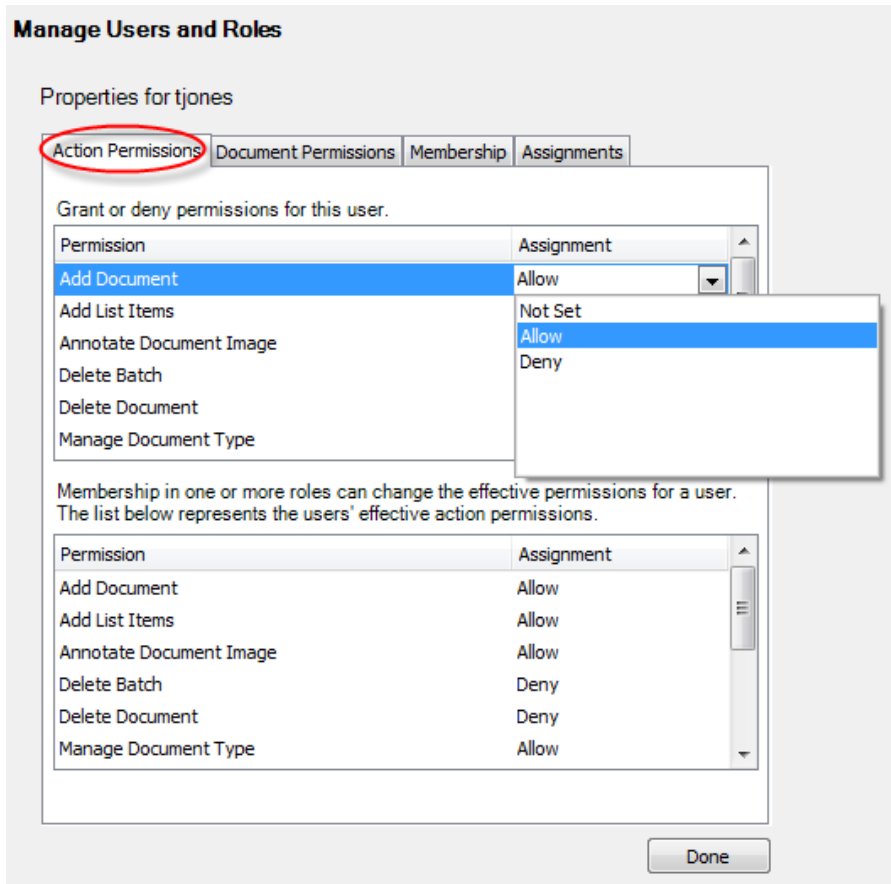 Manage Users and Roles
Properties for tjones
Action Permissions Document Permissions Membership Assignments
Grant or deny permissions for this user.
Permission Assignment
Add Document Allow
Add List Items Not Set
Annotate Document Image Allow
Delete Batch Deny
Delete Document
Manage Document Type
Membership in one or more roles can change the effective permissions for a user.
The list below represents the users' effective action permissions.
Permission Assignment
Add Document Allow
Add List Items Allow
Annotate Document Image Allow
Delete Batch Deny
Delete Document Deny
Manage Document Type Allow
Done